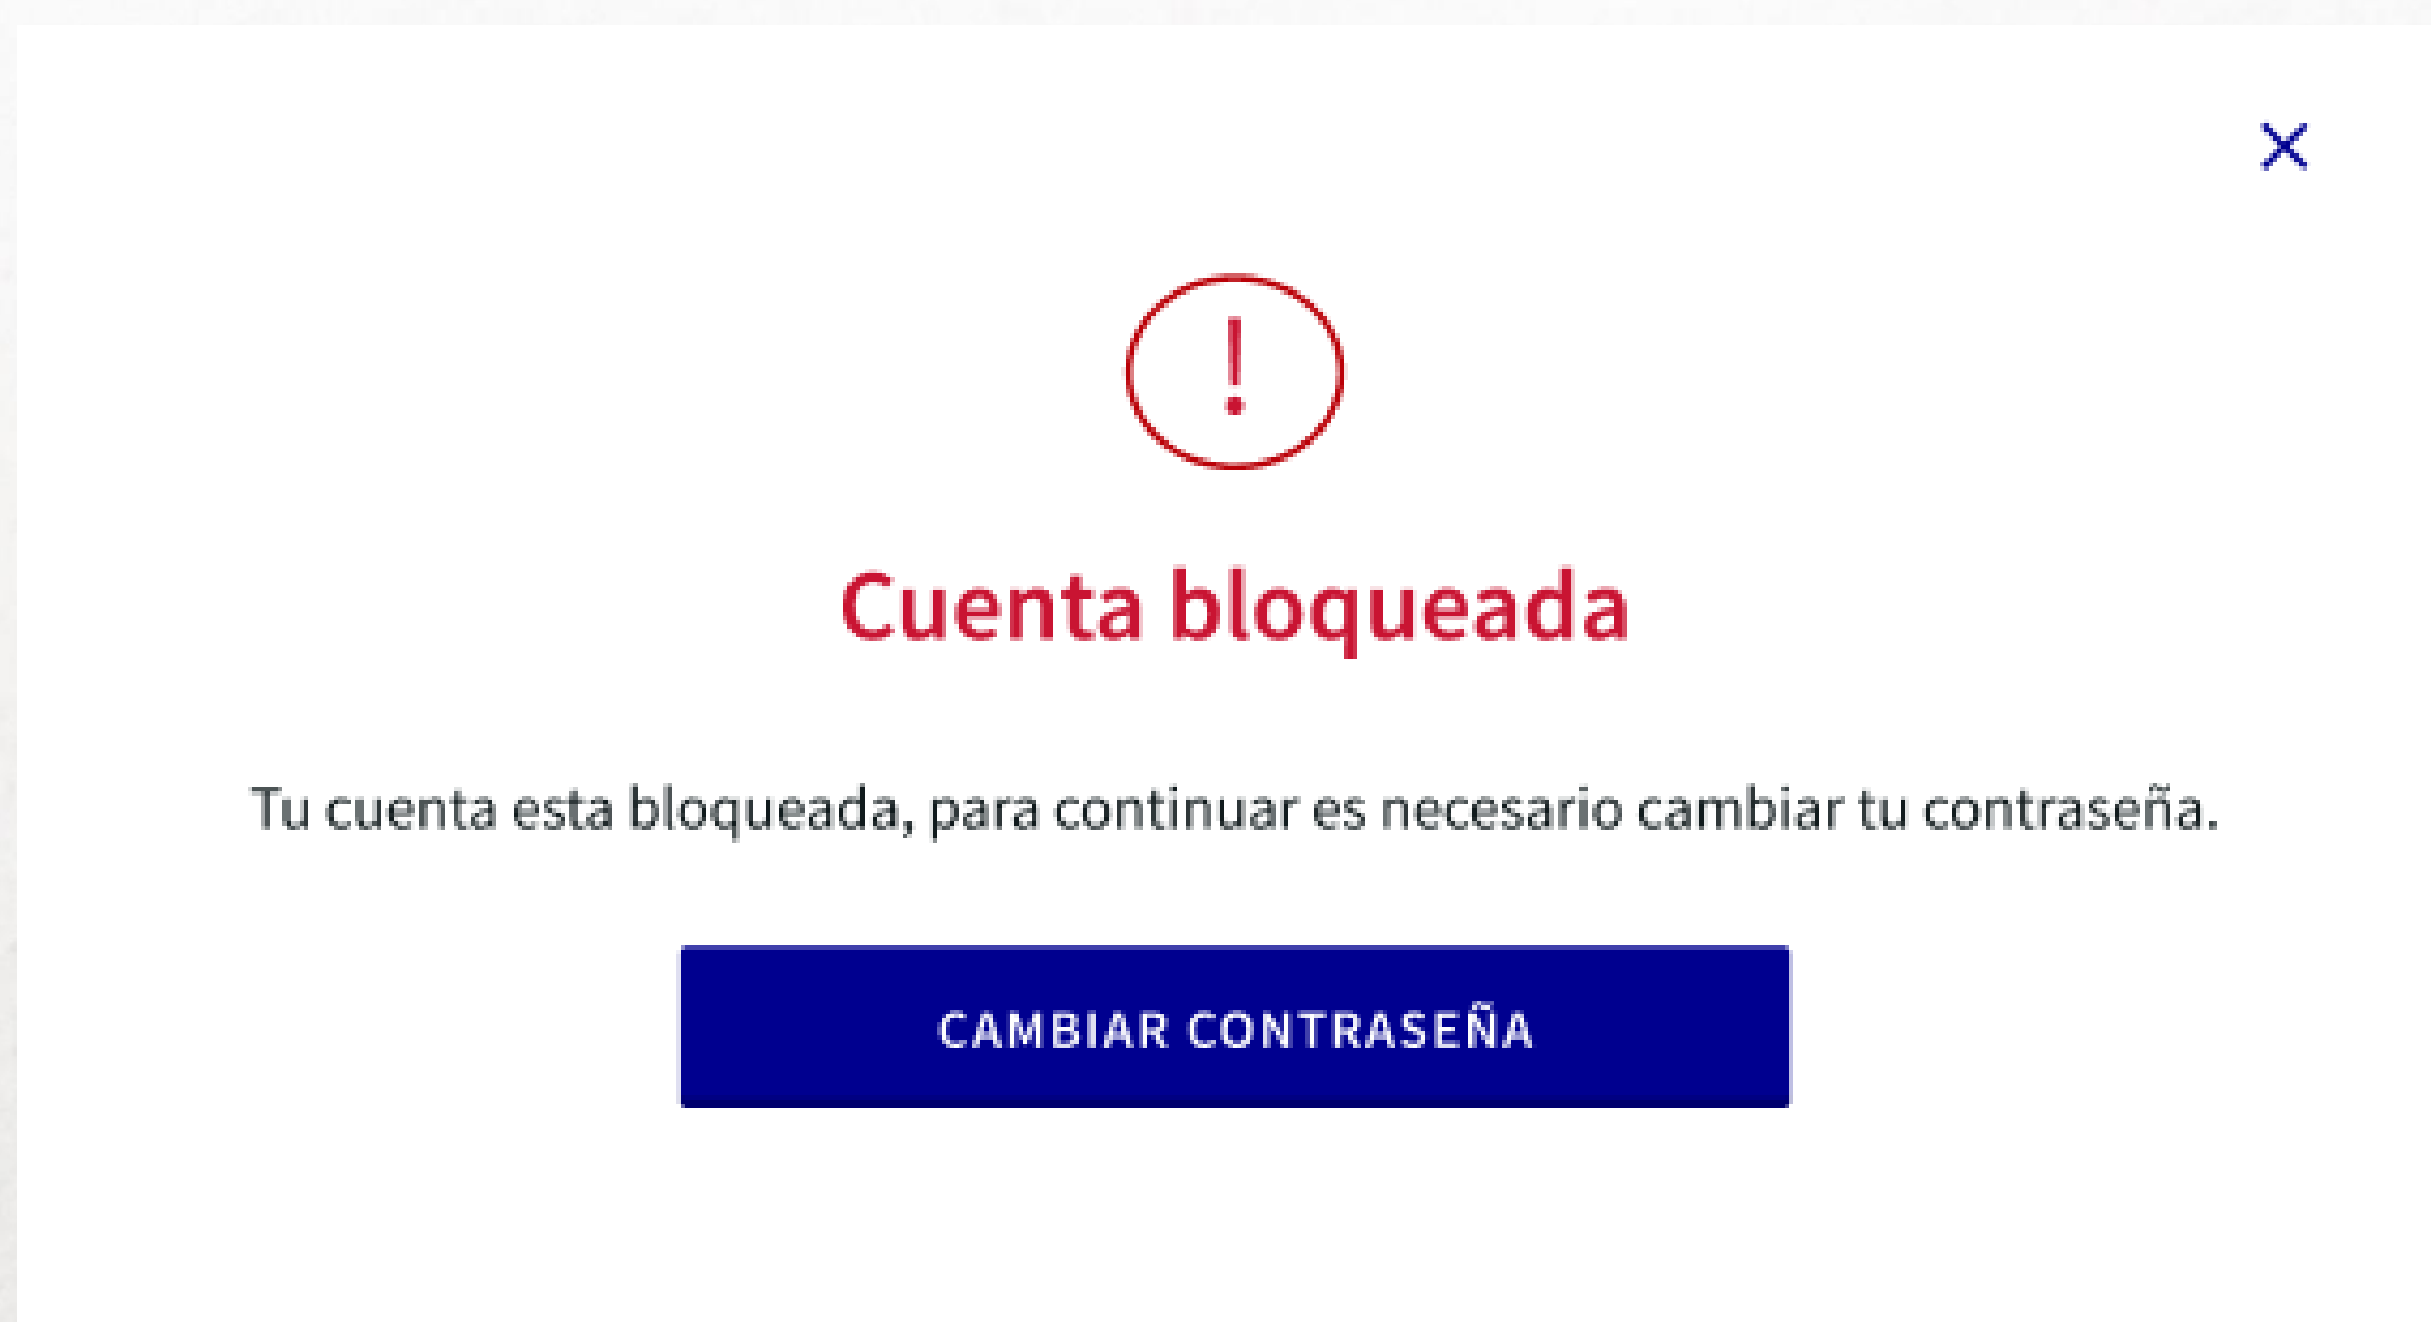 Cuenta bloqueada
Tu cuenta esta bloqueada, para continuar es necesario cambiar tu contraseña.
CAMBIAR CONTRASEÑA